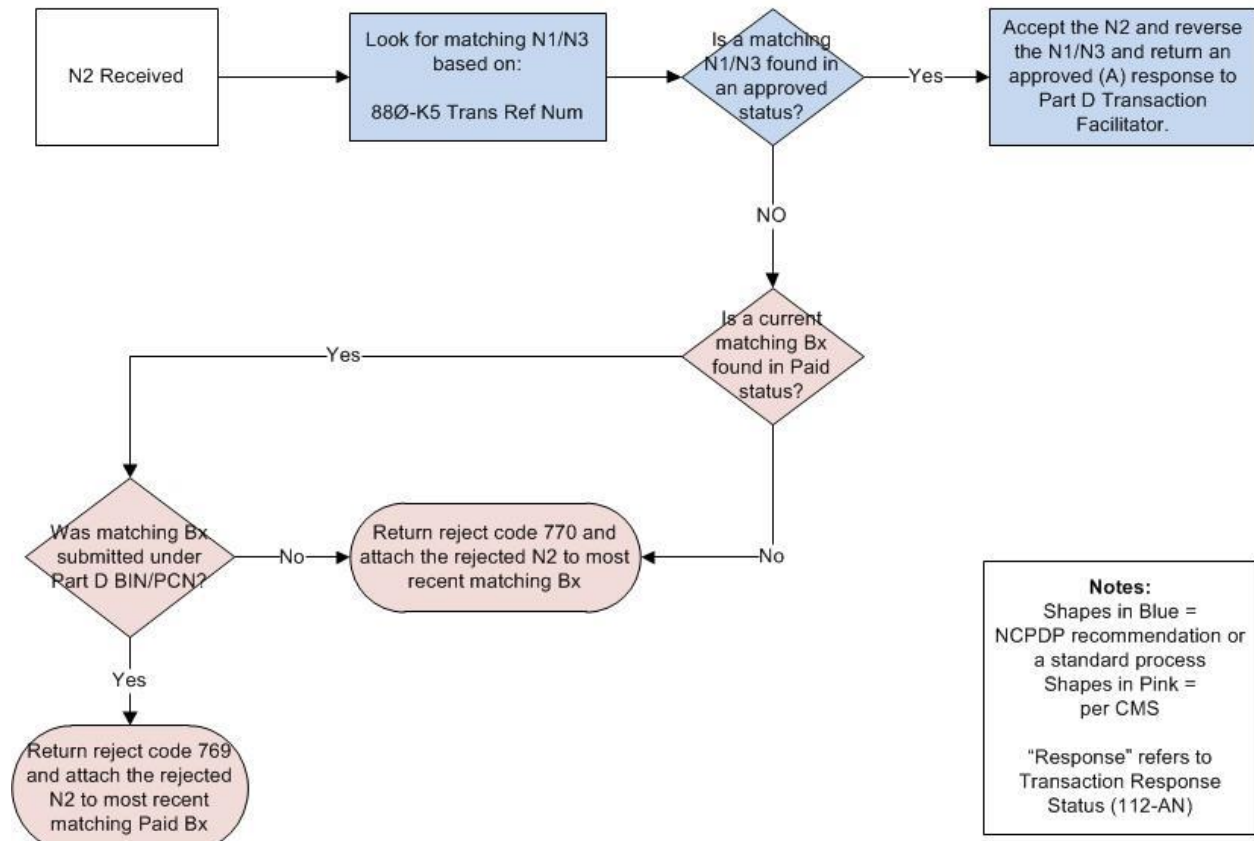 N2 Received
Look for matching N1/N3
based on:
88Ø-K5 Trans Ref Num
Is a matching
N1/N3 found in
an approved
status?
Yes
Accept the N2 and reverse
the N1/N3 and return an
approved (A) response to
Part D Transaction
Facilitator.
NO
Is a current
matching Bx
found in Paid
status?
Yes
No
Was matching Bx
submitted under
Part D BIN/PCN?
No
Return reject code 770 and
attach the rejected N2 to most
recent matching Bx
Yes
Return reject code 769
and attach the rejected
N2 to most recent
matching Paid Bx
Notes:
Shapes in Blue =
NCPDP recommendation or
a standard process
Shapes in Pink =
per CMS
“Response" refers to
Transaction Response
Status (112-AN)